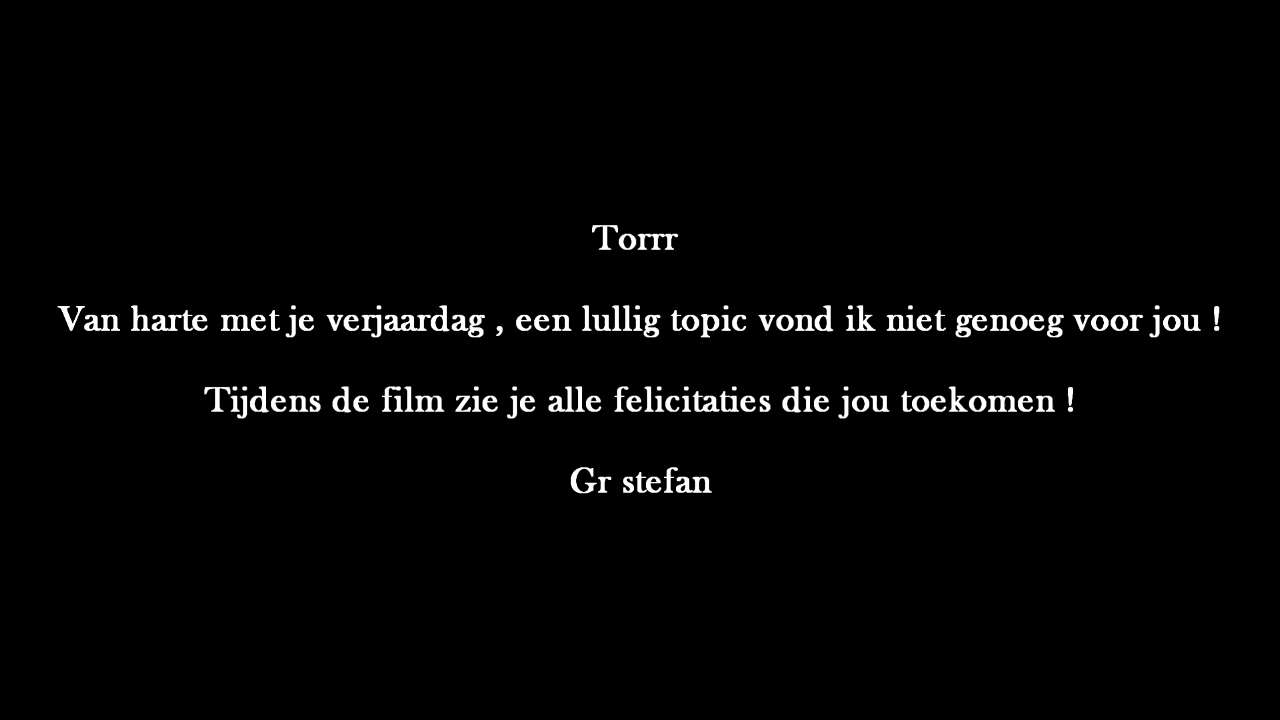 Torrr
Van harte met je verjaardag , een lullig topic vond ik niet genoeg voor jou !
Tijdens de film zie je alle felicitaties die jou toekomen !
Gr stefan